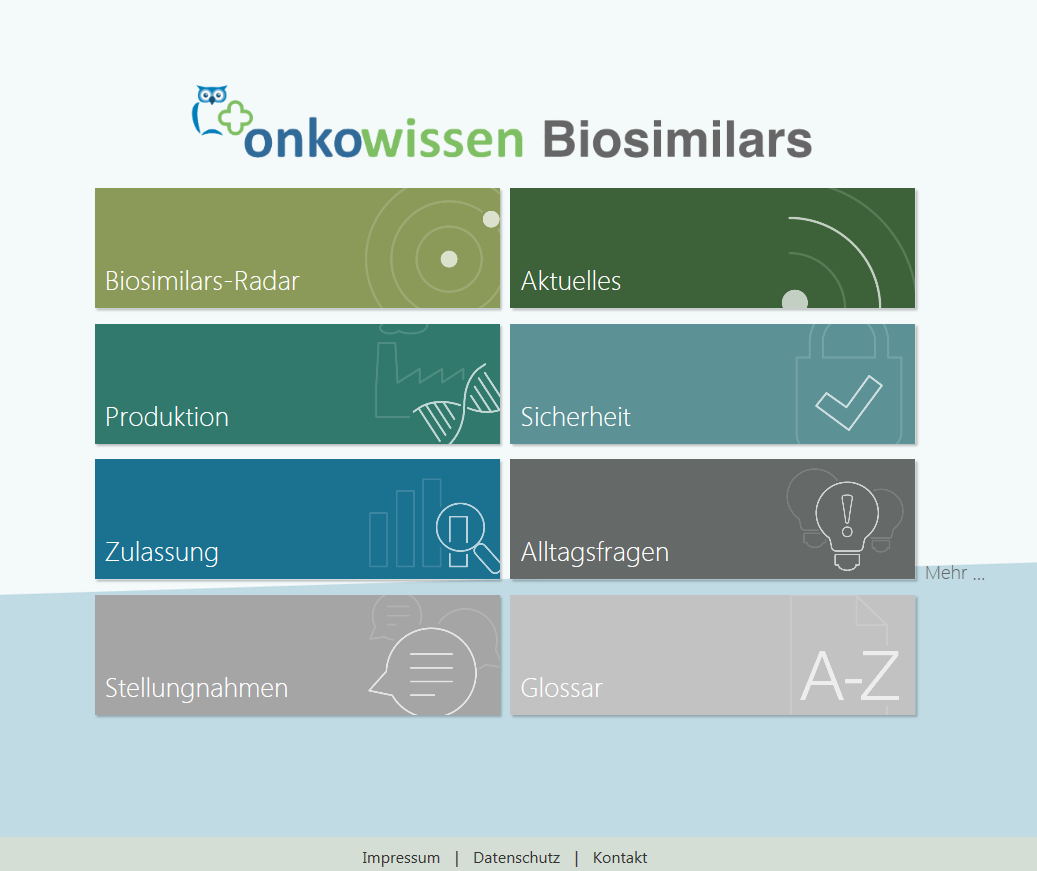 onkowissen Biosimilars
Biosimilars-Radar
Aktuelles
Produktion
Sicherheit
Zulassung
Alltagsfragen
Mehr ...
Stellungnahmen
Glossar
A-Z
Impressum | Datenschutz | Kontakt